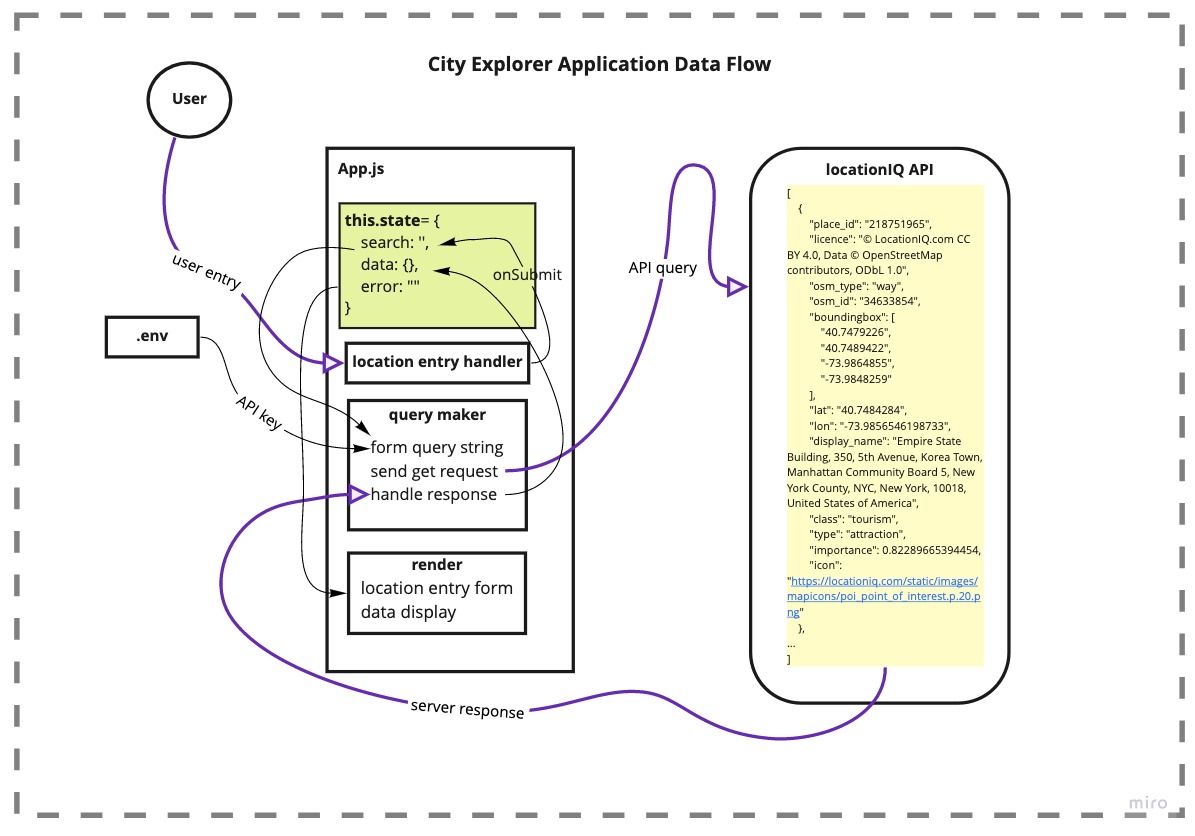 City Explorer Application Data Flow
User
user entry
.env
API key
App.js
this.state= {
search: '',
data: {},
error: ""
}
onSubmit
location entry handler
query maker
form query string
send get request
handle response
render
location entry form
data display
API query
server response
locationIQ API
[
{
"place_id": "218751965",
"licence": "© LocationIQ.com CC
BY 4.0, Data © OpenStreetMap
contributors, ODbL 1.0",
"osm_type": "way",
"osm_id": "34633854",
"boundingbox": [
"40.7479226",
"40.7489422",
"-73.9864855",
"-73.9848259"
],
"lat": "40.7484284",
"lon": "-73.9856546198733",
"display_name": "Empire State
Building, 350, 5th Avenue, Korea Town,
Manhattan Community Board 5, New
York County, NYC, New York, 10018,
United States of America",
"class": "tourism",
"type": "attraction",
"importance": 0.82289665394454,
"icon":
"https://locationiq.com/static/images/
mapicons/poi_point_of_interest.p.20.p
ng"
},
...
]
miro